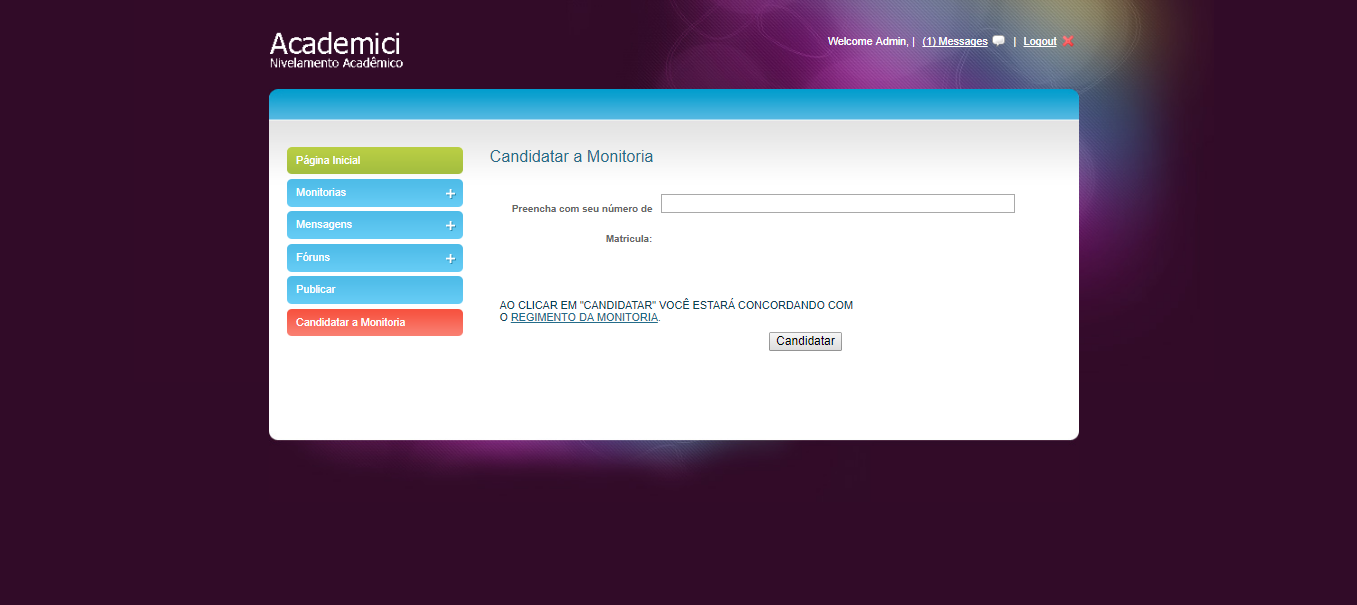 Academici
Nivelamento Acadêmico
Welcome Admin, | (1) Messages | Logout
Página Inicial
Monitorias
Mensagens
Fóruns
Publicar
Candidatar a Monitoria
Candidatar a Monitoria
Preencha com seu número de
Matricula:
AO CLICAR EM "CANDIDATAR" VOCÊ ESTARÁ CONCORDANDO COM
O REGIMENTO DA MONITORIA.
Candidatar